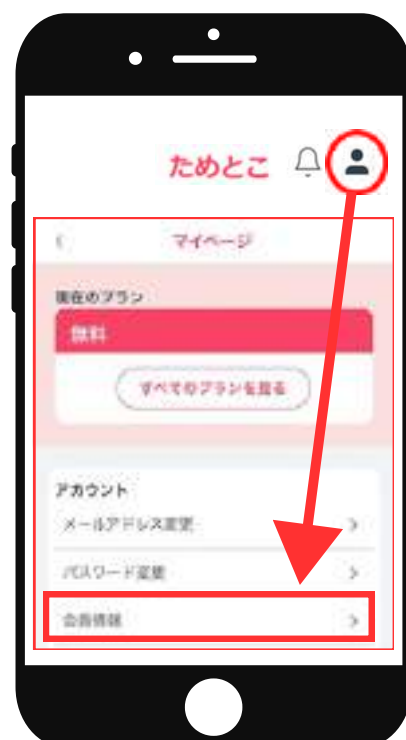 ためとこ
マイページ
現在のプラン
無料
すべてのプランを見る
アカウント
メールアドレス変更
パスワード変更
会員情報